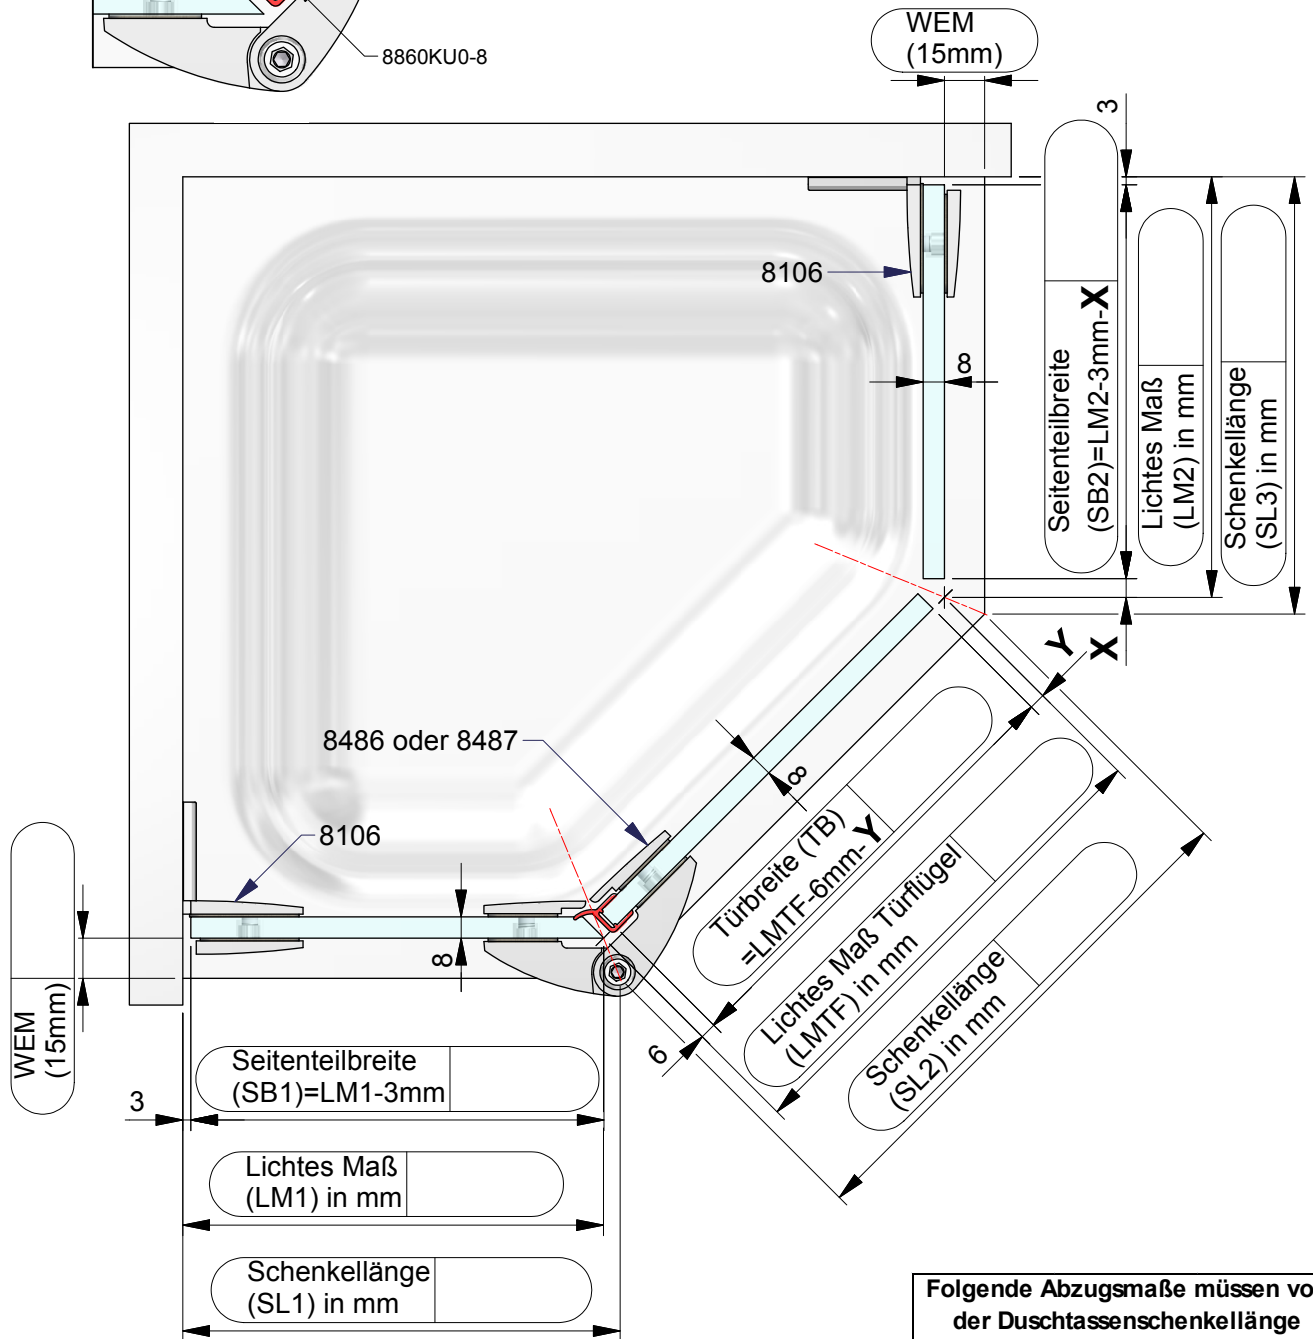 8860KU0-8
WEM
(15mm)
3
Seitenteilbreite
(SB2)=LM2-3mm-X
Lichtes Maß
(LM2) in mm
Schenkellänge
(SL3) in mm
8106
8
X
Y
8486 oder 8487
8
8106
Türbreite (TB)
=LMTF-6mm-Y
Lichtes Maß Türflügel
(LMTF) in mm
Schenkellänge
(SL2) in mm
8
6
WEM
(15mm)
Seitenteilbreite
(SB1)=LM1-3mm
3
Lichtes Maß
(LM1) in mm
Schenkellänge
(SL1) in mm
Folgende Abzugsmaße müssen vo
der Duschtassenschenkellänge